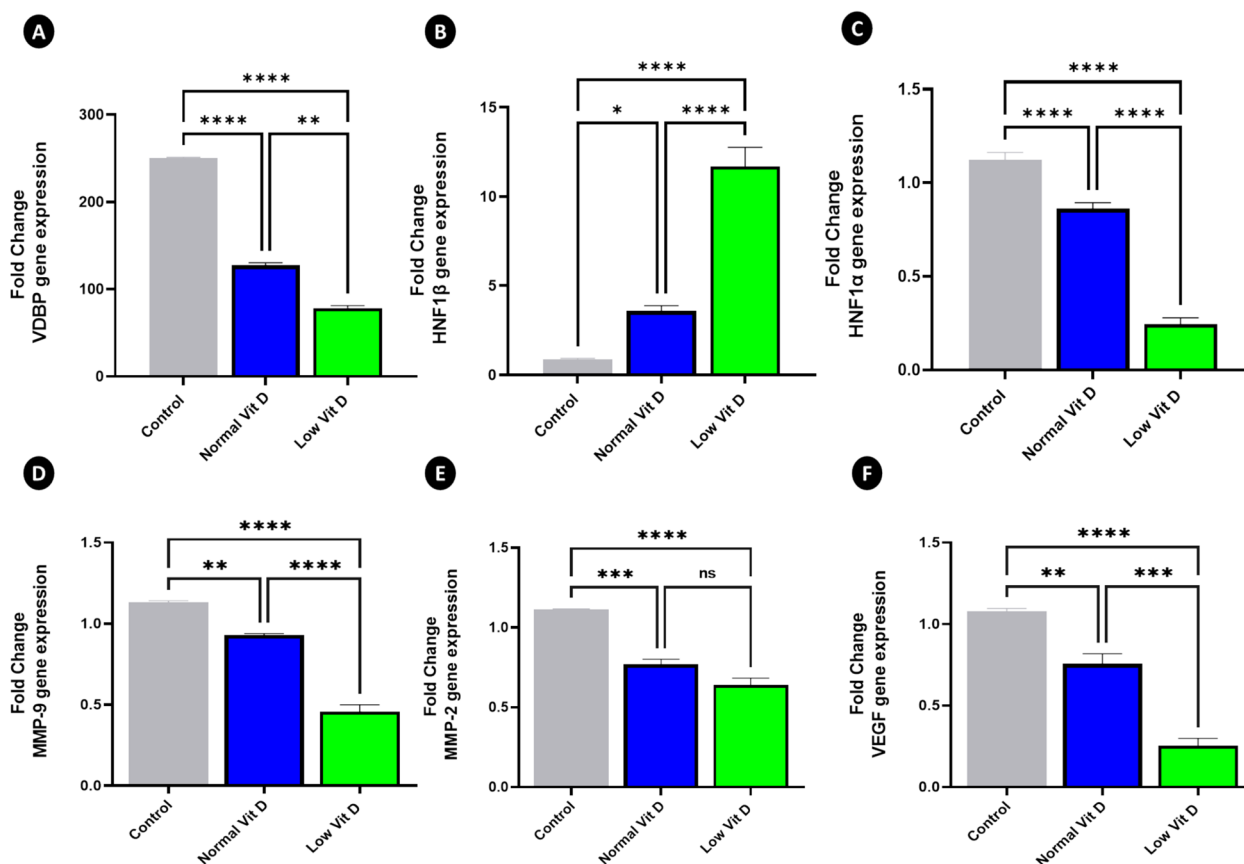 A
Fold Change
VDBP gene expression
300
200
100
0
****
**** **
Control
Normal Vit D
Low Vit D
B
Fold Change
HNF1β gene expression
15
12
9
6
3
0
****
* ****
Control
Normal Vit D
Low Vit D
C
Fold Change
HNF1α gene expression
1.5
1.0
0.5
0.0
****
**** ****
Control
Normal Vit D
Low Vit D
D
Fold Change
MMP-9 gene expression
1.5
1.0
0.5
0.0
****
** ****
Control
Normal Vit D
Low Vit D
E
Fold Change
MMP-2 gene expression
1.5
1.0
0.5
0.0
****
*** ns
Control
Normal Vit D
Low Vit D
F
Fold Change
VEGF gene expression
1.5
1.0
0.5
0.0
****
** ***
Control
Normal Vit D
Low Vit D